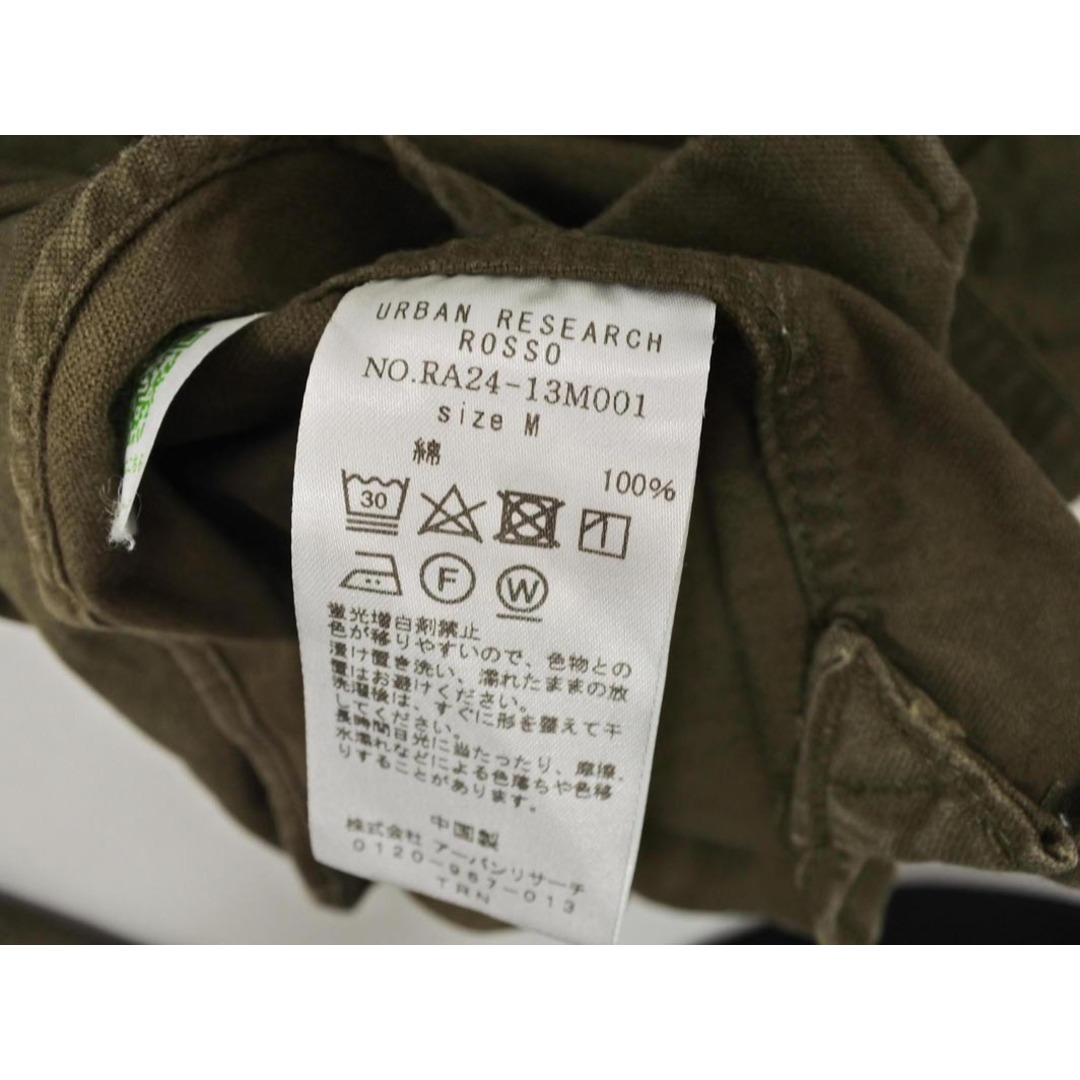 URBAN RESEARCH
ROSSO
NO.RA24-13M001
size M
綿 100%
30
F W
蛍光増白剤禁止
色が移りやすいので、色物との
漬け置き洗い、濡れたままの放
置はお避けください。
洗濯後は、すぐに形を整えて干
してください。
長時間日光に当たったり、摩擦、
水濡れなどによる色落ちや色移
りすることがあります。
中国製
株式会社 アーバンリサーチ
0120-967-013
TRN